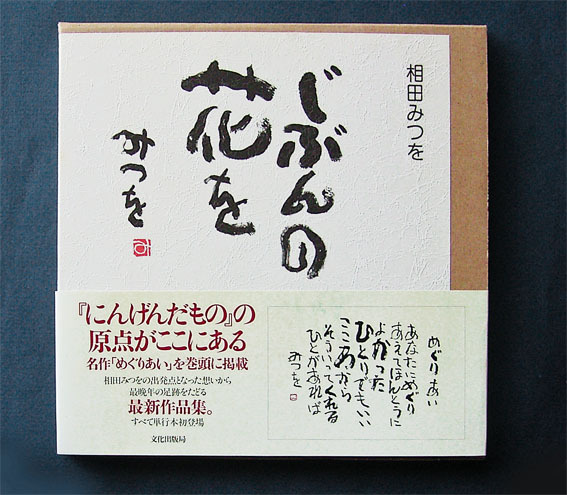 相田みつを
じぶんの
花を
みつを
『にんげんだもの』の
原点がここにある
名作「めぐりあい」を巻頭に掲載
相田みつをの出発点となった想いから
最晩年の足跡をたどる
最新作品集。
すべて単行本初登場
文化出版局
めぐりあい
あなたにめぐり
あえてほんとうに
よかった
ひとりでもいい
こころから
そういってくれる
ひとがあれば
みつを